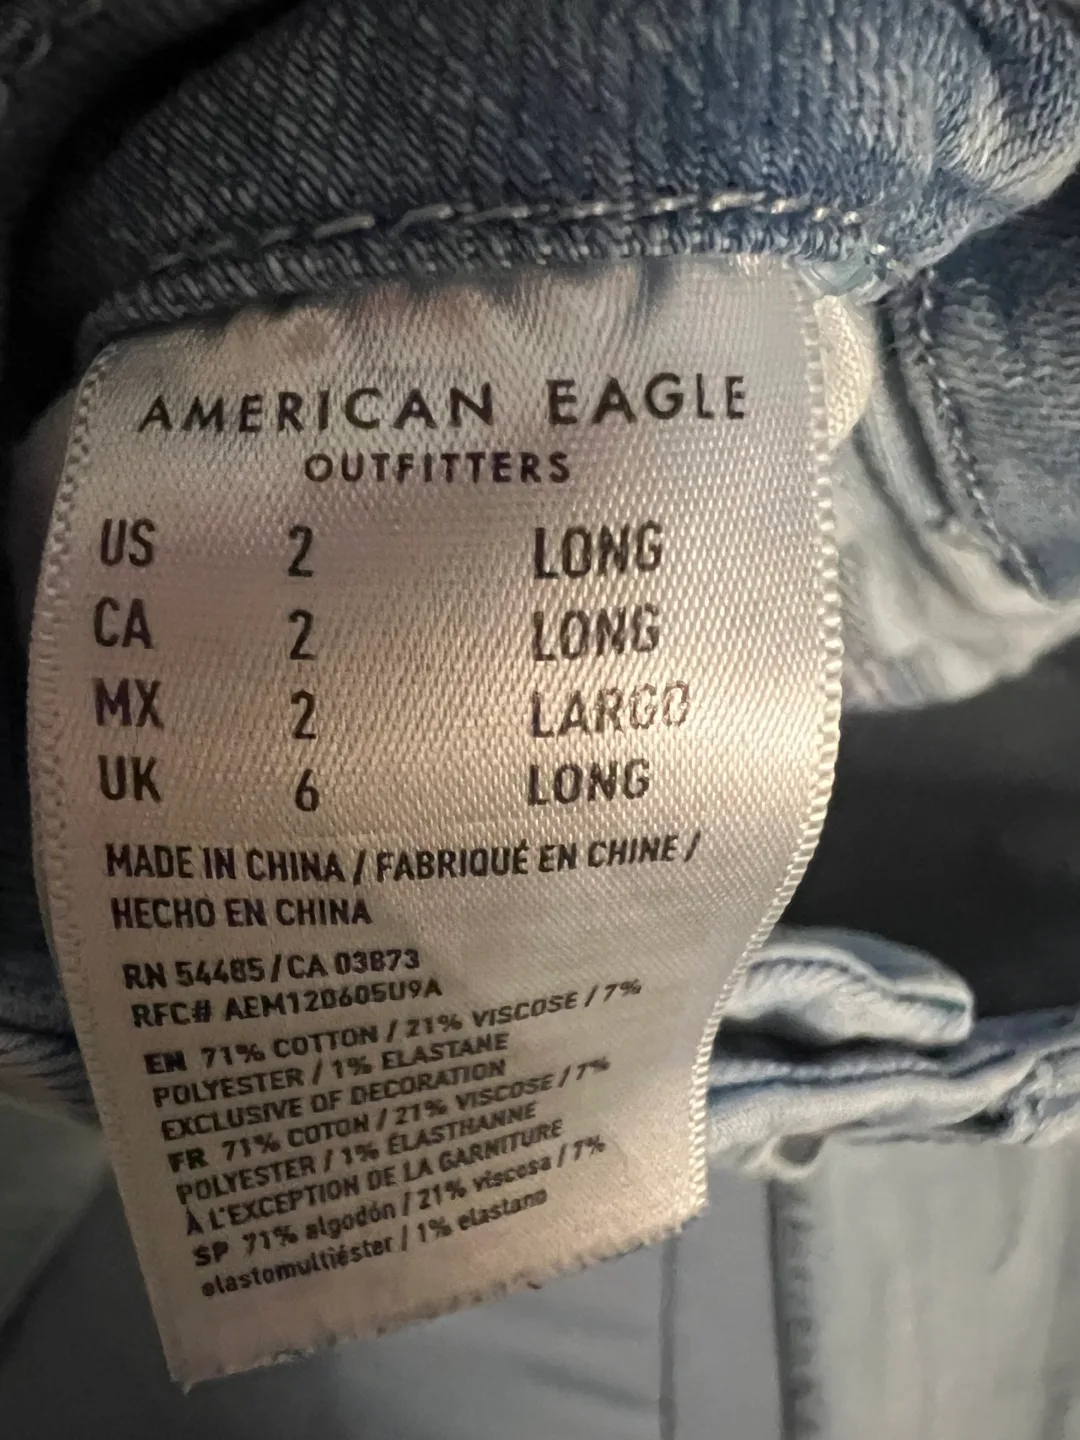 AMERICAN EAGLE
OUTFITTERS
US 2 LONG
CA 2 LONG
MX 2 LARGO
UK 6 LONG
MADE IN CHINA / FABRIQUÉ EN CHINE /
HECHO EN CHINA
RN 54485/CA 03873
RFC# AEM120605U9A
EN 71% COTTON / 21% VISCOSE / 7%
POLYESTER / 1% ELASTANE
EXCLUSIVE OF DECORATION
FR 71% COTON / 21% VISCOSE / 7%
POLYESTER / 1% ÉLASTHANNE
À L'EXCEPTION DE LA GARNITURE
SP 71% algodón / 21% viscosa / 7%
elastomultiéster / 1% elastano